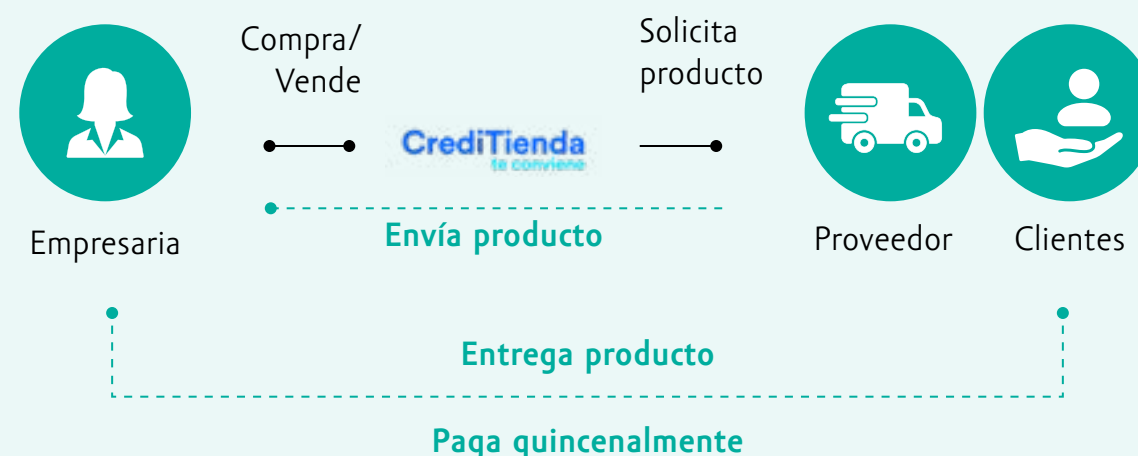 Compra/
Vende
Solicita
producto
CrediTienda
te conviene
Envía producto
Empresaria
Proveedor
Clientes
Entrega producto
Paga quincenalmente